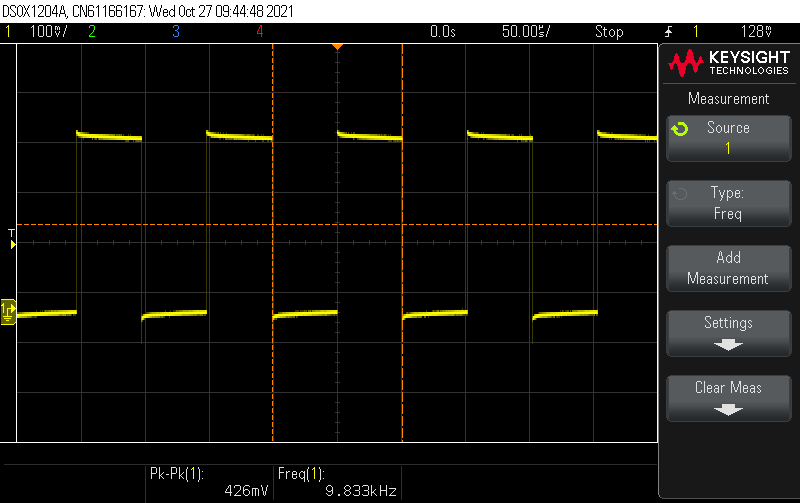 DSOX1204A, CN61166167: Wed Oct 27 09:44:48 2021
1 100%/ 2 3 4 0.0s 50.00%/ Stop 1 128%
KEYSIGHT
TECHNOLOGIES
Measurement
Source
1
Type:
Freq
Add
Measurement
Settings
Clear Meas
T
1
Pk-Pk(1):
426mV
Freq(1):
9.833kHz